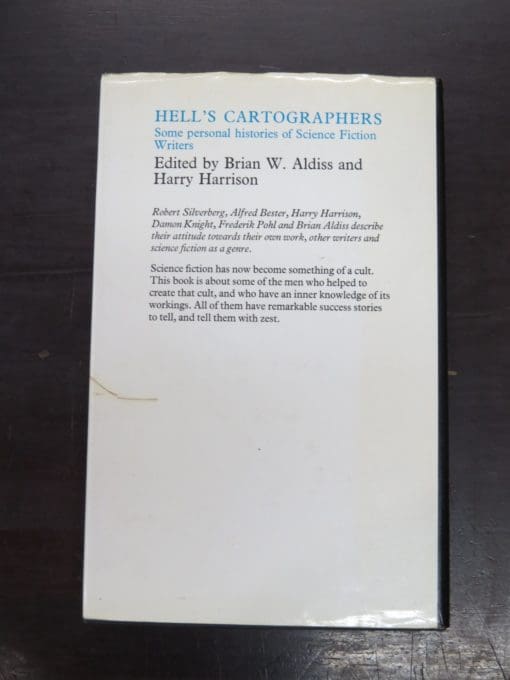 HELL'S CARTOGRAPHERS
Some personal histories of Science Fiction
Writers
Edited by Brian W. Aldiss and
Harry Harrison
Robert Silverberg, Alfred Bester, Harry Harrison,
Damon Knight, Frederik Pohl and Brian Aldiss describe
their attitude towards their own work, other writers and
science fiction as a genre.
Science fiction has now become something of a cult.
This book is about some of the men who helped to
create that cult, and who have an inner knowledge of its
workings. All of them have remarkable success stories
to tell, and tell them with zest.